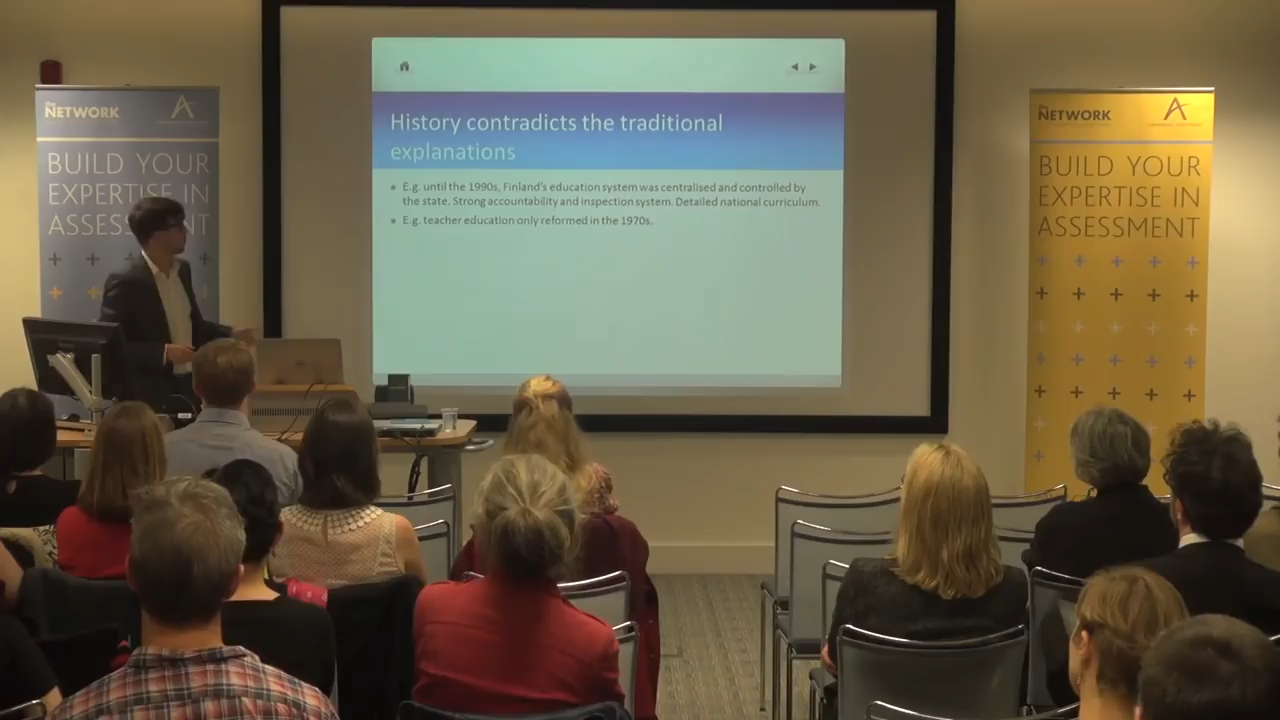 the
NETWORK
BUILD YOUR
EXPERTISE IN
ASSESSMENT
History contradicts the traditional
explanations
E.g. until the 1990s, Finland's education system was centralised and controlled by
the state. Strong accountability and inspection system. Detailed national curriculum.
E.g. teacher education only reformed in the 1970s.
the
NETWORK
BUILD YOUR
EXPERTISE IN
ASSESSMENT